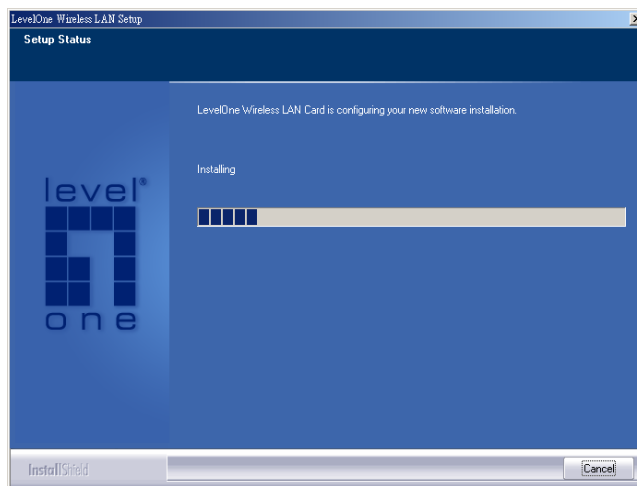 LevelOne Wireless LAN Setup
Setup Status
LevelOne Wireless LAN Card is configuring your new software installation.
Installing
level®
one
InstallShield
Cancel